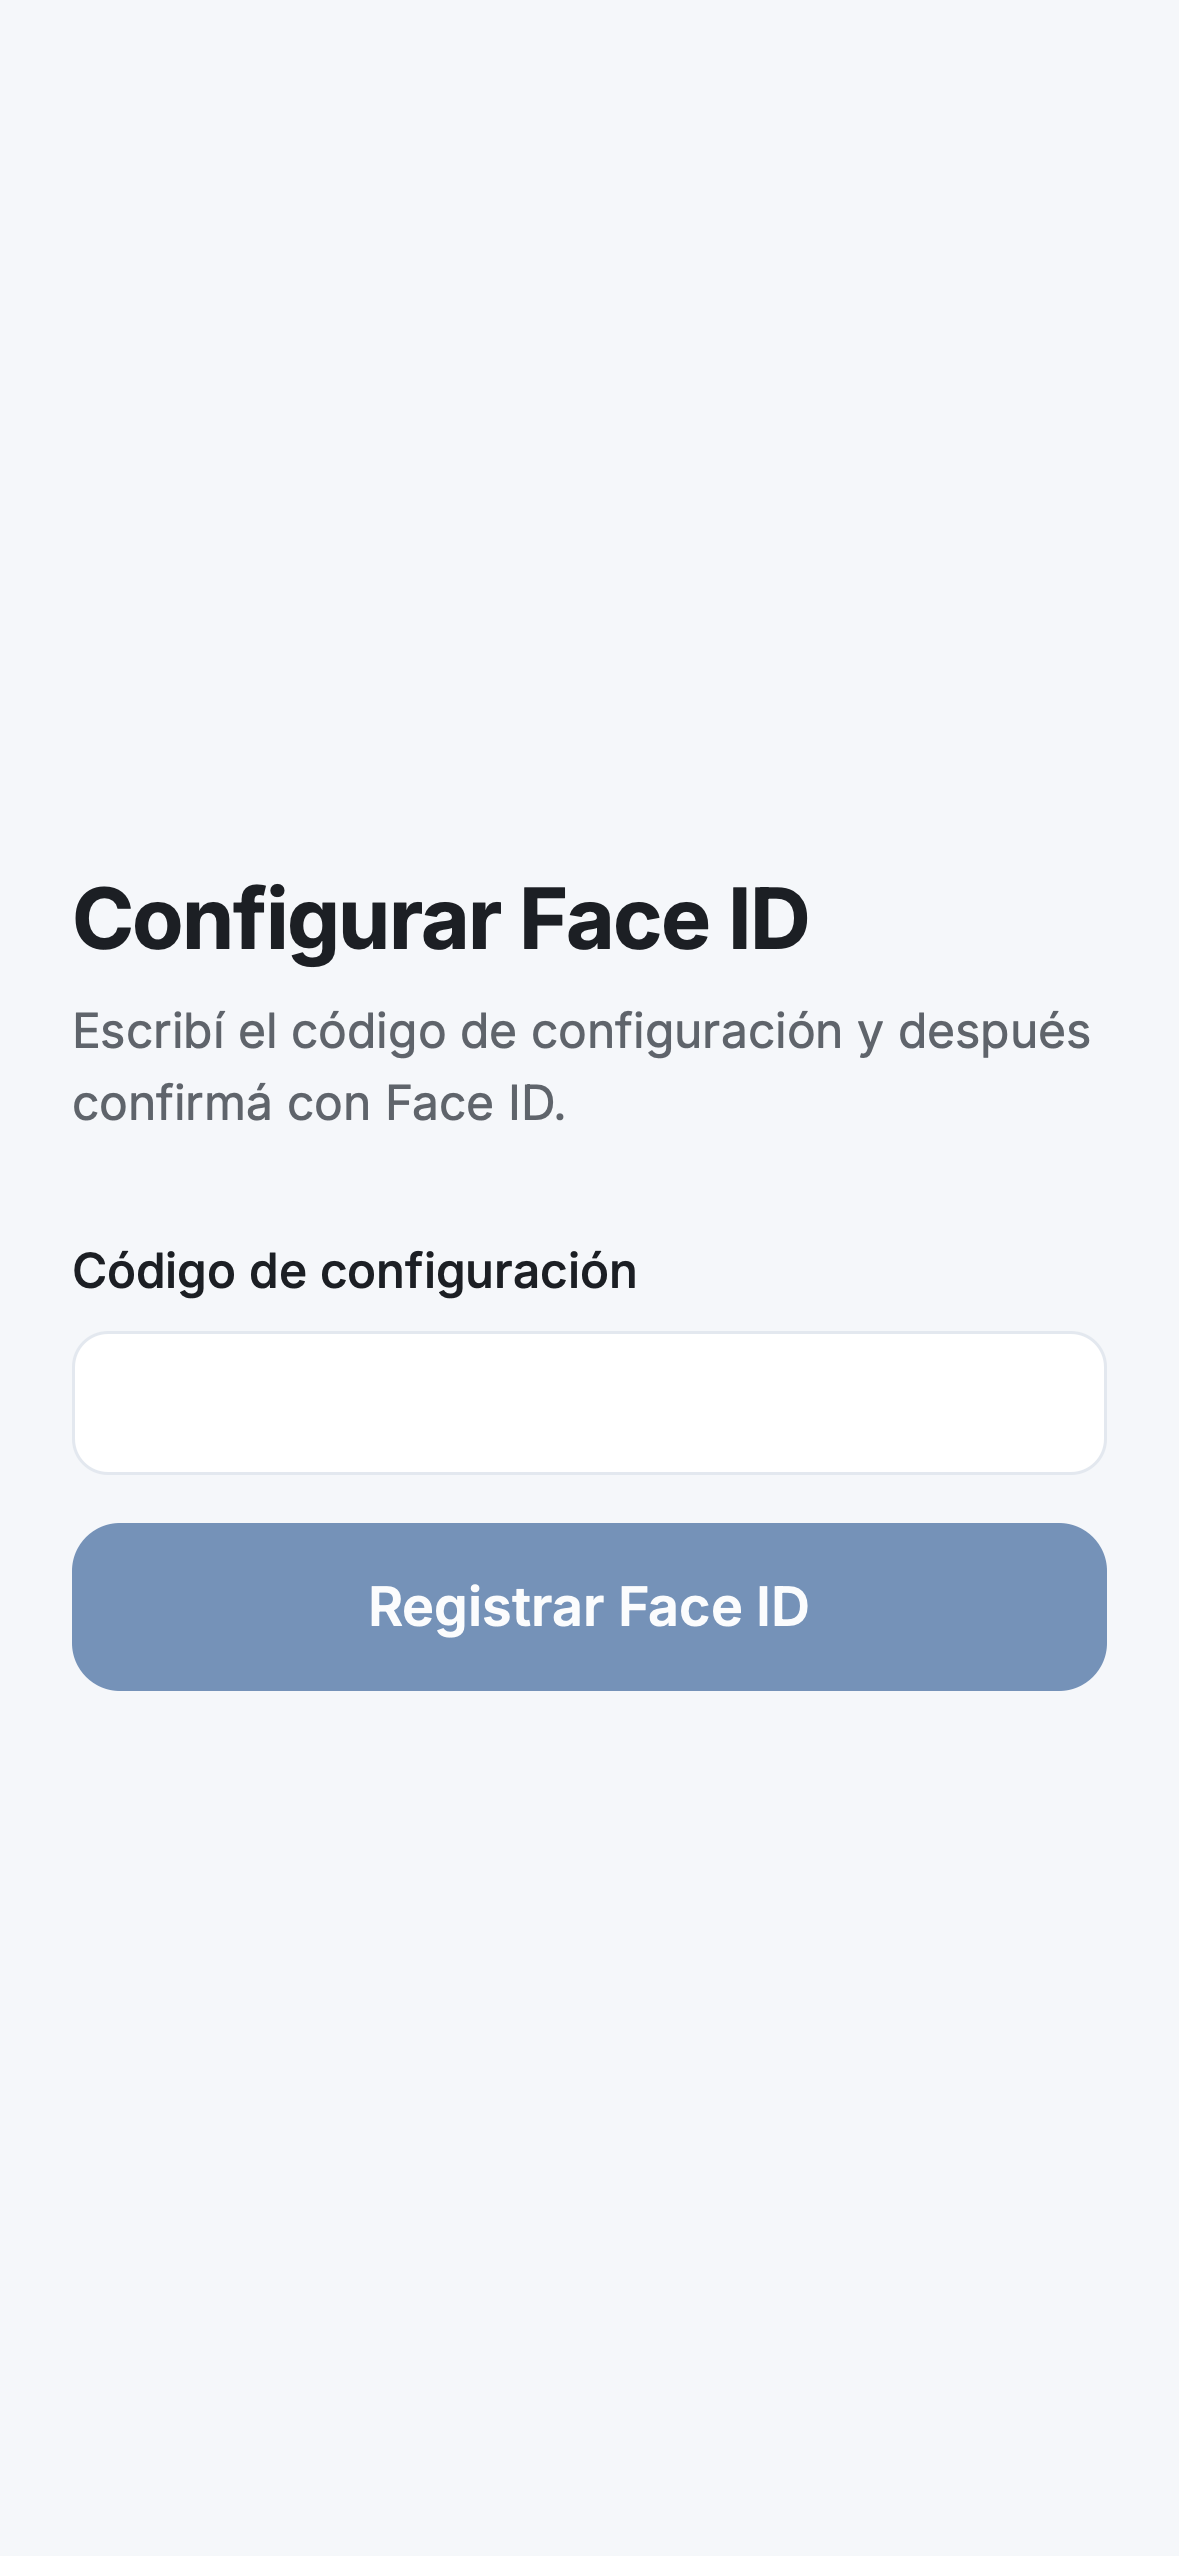 Configurar Face ID
Escribí el código de configuración y después
confirmá con Face ID.
Código de configuración
Registrar Face ID